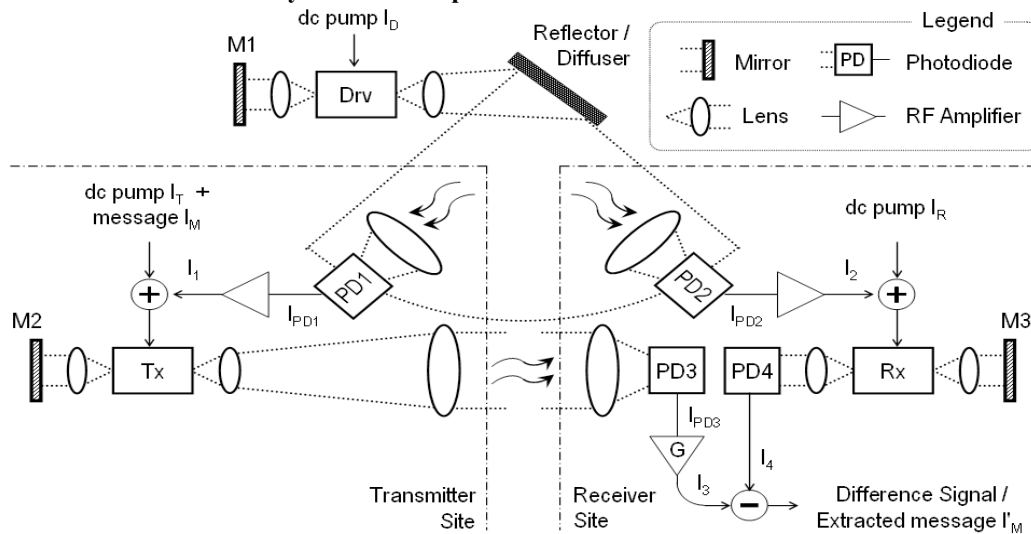 dc pump I_D
M1
Drv
Reflector /
Diffuser
Legend
Mirror
PD
Photodiode
Lens
RF Amplifier
dc pump I_T +
message I_M
I_1
+
PD1
I_PD1
M2
Tx
dc pump I_R
PD2
I_PD2
I_2
+
M3
Rx
PD3
PD4
I_PD3
G
I_3
I_4
−
Transmitter
Site
Receiver
Site
Difference Signal /
Extracted message I'_M